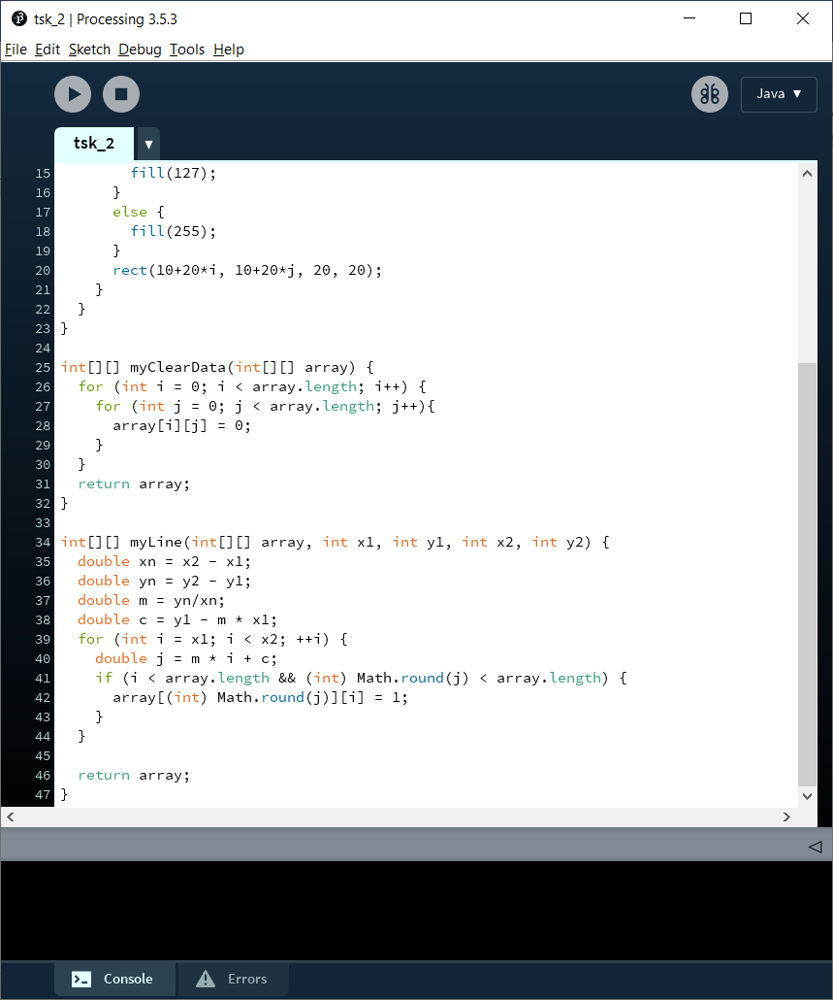 tsk_2 | Processing 3.5.3
File Edit Sketch Debug Tools Help
Java ▼
tsk_2 ▼
15         fill(127);
16       }
17       else {
18         fill(255);
19       }
20       rect(10+20*i, 10+20*j, 20, 20);
21     }
22   }
23 }
24
25 int[][] myClearData(int[][] array) {
26   for (int i = 0; i < array.length; i++) {
27     for (int j = 0; j < array.length; j++){
28       array[i][j] = 0;
29     }
30   }
31   return array;
32 }
33
34 int[][] myLine(int[][] array, int x1, int y1, int x2, int y2) {
35   double xn = x2 - x1;
36   double yn = y2 - y1;
37   double m = yn/xn;
38   double c = y1 - m * x1;
39   for (int i = x1; i < x2; ++i) {
40     double j = m * i + c;
41     if (i < array.length && (int) Math.round(j) < array.length) {
42       array[(int) Math.round(j)][i] = 1;
43     }
44   }
45
46   return array;
47 }
Console Errors